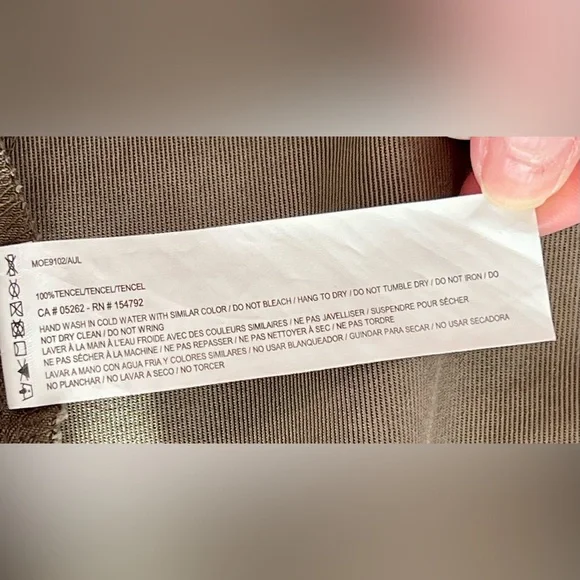 MOE9102/AUL
100%TENCEL/TENCEL/TENCEL
CA # 05262 - RN # 154792
HAND WASH IN COLD WATER WITH SIMILAR COLOR / DO NOT BLEACH / HANG TO DRY / DO NOT TUMBLE DRY / DO NOT IRON / DO
NOT DRY CLEAN / DO NOT WRING
LAVER À LA MAIN À L'EAU FROIDE AVEC DES COULEURS SIMILAIRES / NE PAS JAVELLISER / SUSPENDRE POUR SÉCHER
NE PAS SÉCHER À LA MACHINE / NE PAS REPASSER / NE PAS NETTOYER À SEC / NE PAS TORDRE
LAVAR A MANO CON AGUA FRIA Y COLORES SIMILARES / NO USAR BLANQUEADOR / GUINDAR PARA SECAR / NO USAR SECADORA
NO PLANCHAR / NO LAVAR À SECO / NO TORCER